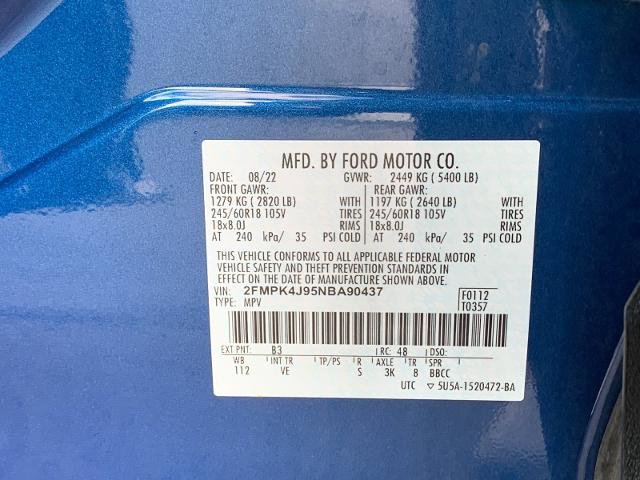 MFD. BY FORD MOTOR CO.
DATE: 08/22 GVWR: 2449 KG ( 5400 LB)
FRONT GAWR: REAR GAWR:
1279 KG ( 2820 LB) WITH 1197 KG ( 2640 LB) WITH
245/60R18 105V TIRES 245/60R18 105V TIRES
18x8.0J RIMS 18x8.0J RIMS
AT 240 kPa/ 35 PSI COLD AT 240 kPa/ 35 PSI COLD
THIS VEHICLE CONFORMS TO ALL APPLICABLE FEDERAL MOTOR
VEHICLE SAFETY AND THEFT PREVENTION STANDARDS IN
EFFECT ON THE DATE OF MANUFACTURE SHOWN ABOVE.
VIN: 2FMPK4J95NBA90437 F0112
TYPE: MPV T0357
EXT PNT: B3 RC: 48 DSO:
WB INT TR TP/PS R AXLE TR SPR
112 VE S 3K 8 BBCC
UTC ▽ 5U5A-1520472-BA